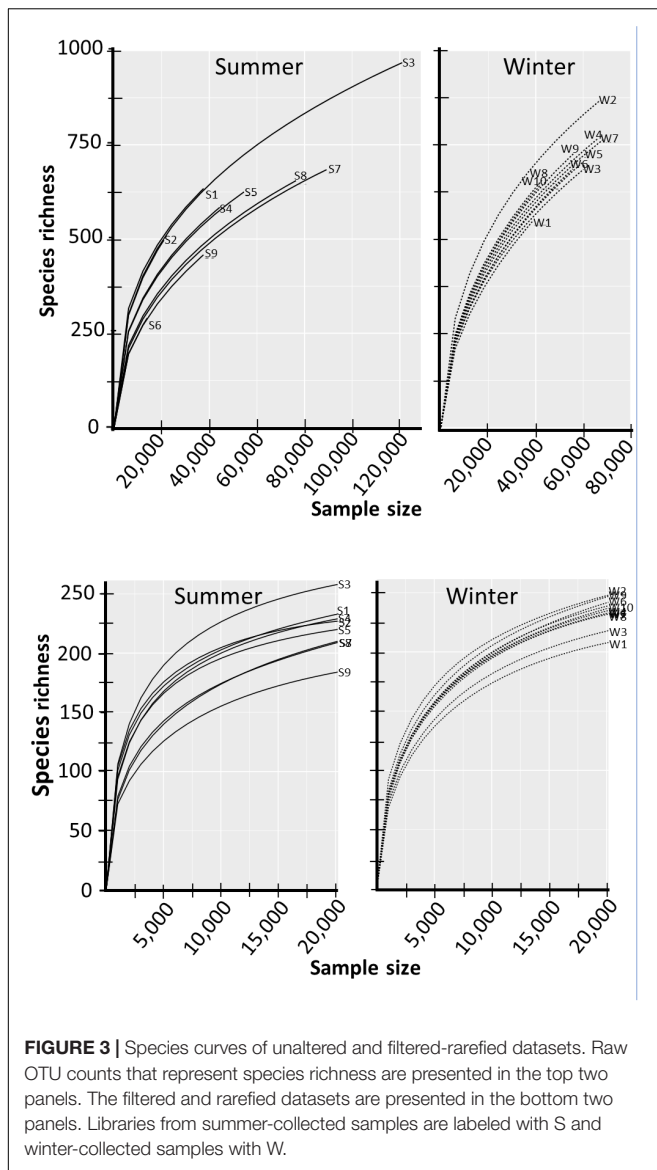 Summer
Winter
Species richness
1000
750
500
250
0
S3
S1
S2
S4
S5
S8
S7
S9
S6
W2
W4
W7
W9
W5
W6
W3
W8
W10
W1
20,000
40,000
60,000
80,000
100,000
120,000
20,000
40,000
60,000
80,000
Sample size
Summer
Winter
Species richness
250
200
150
100
50
0
S3
S1
S5
S9
W6
W10
W8
W3
W1
5,000
10,000
15,000
20,000
5,000
10,000
15,000
20,000
Sample size
FIGURE 3 | Species curves of unaltered and filtered-rarefied datasets. Raw
OTU counts that represent species richness are presented in the top two
panels. The filtered and rarefied datasets are presented in the bottom two
panels. Libraries from summer-collected samples are labeled with S and
winter-collected samples with W.